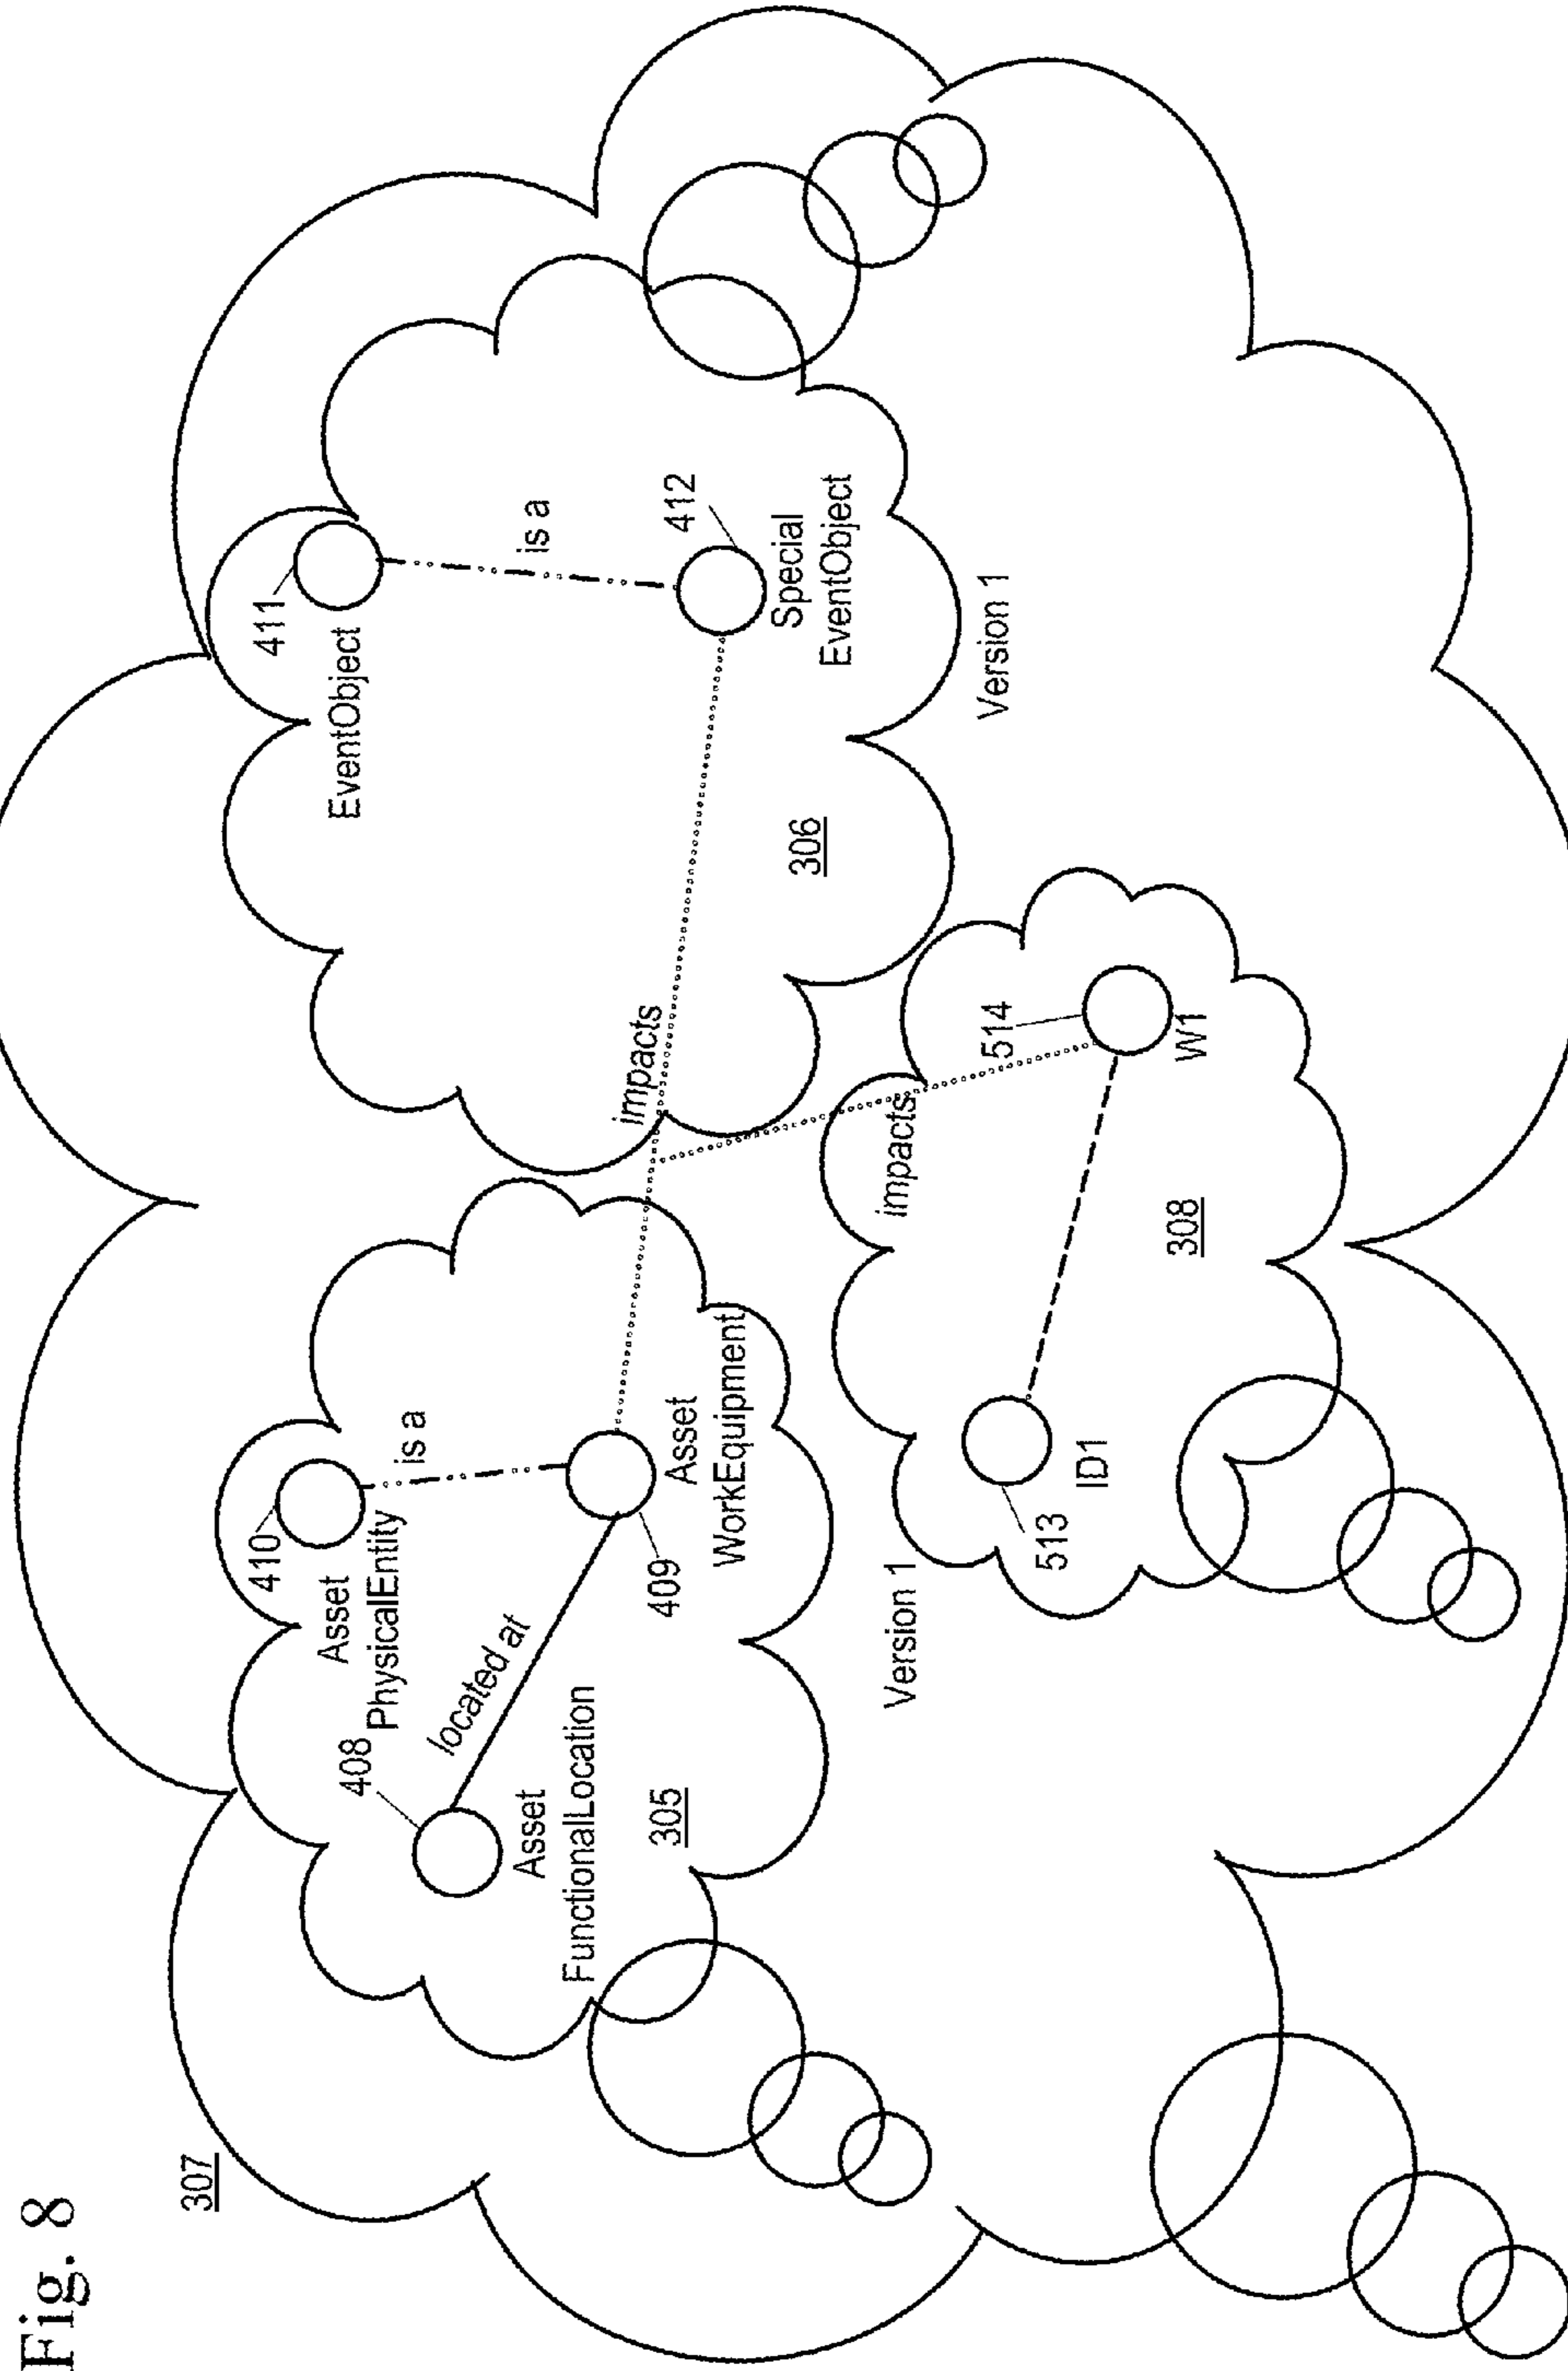 Fig. 8
307
408
Asset
FunctionalLocation
located at
410
Asset
PhysicalEntity
is a
409
Asset
WorkEquipment
305
Version 1
impacts
411
EventObject
is a
412
Special
EventObject
306
Version 1
impacts
513
ID1
514
W1
308